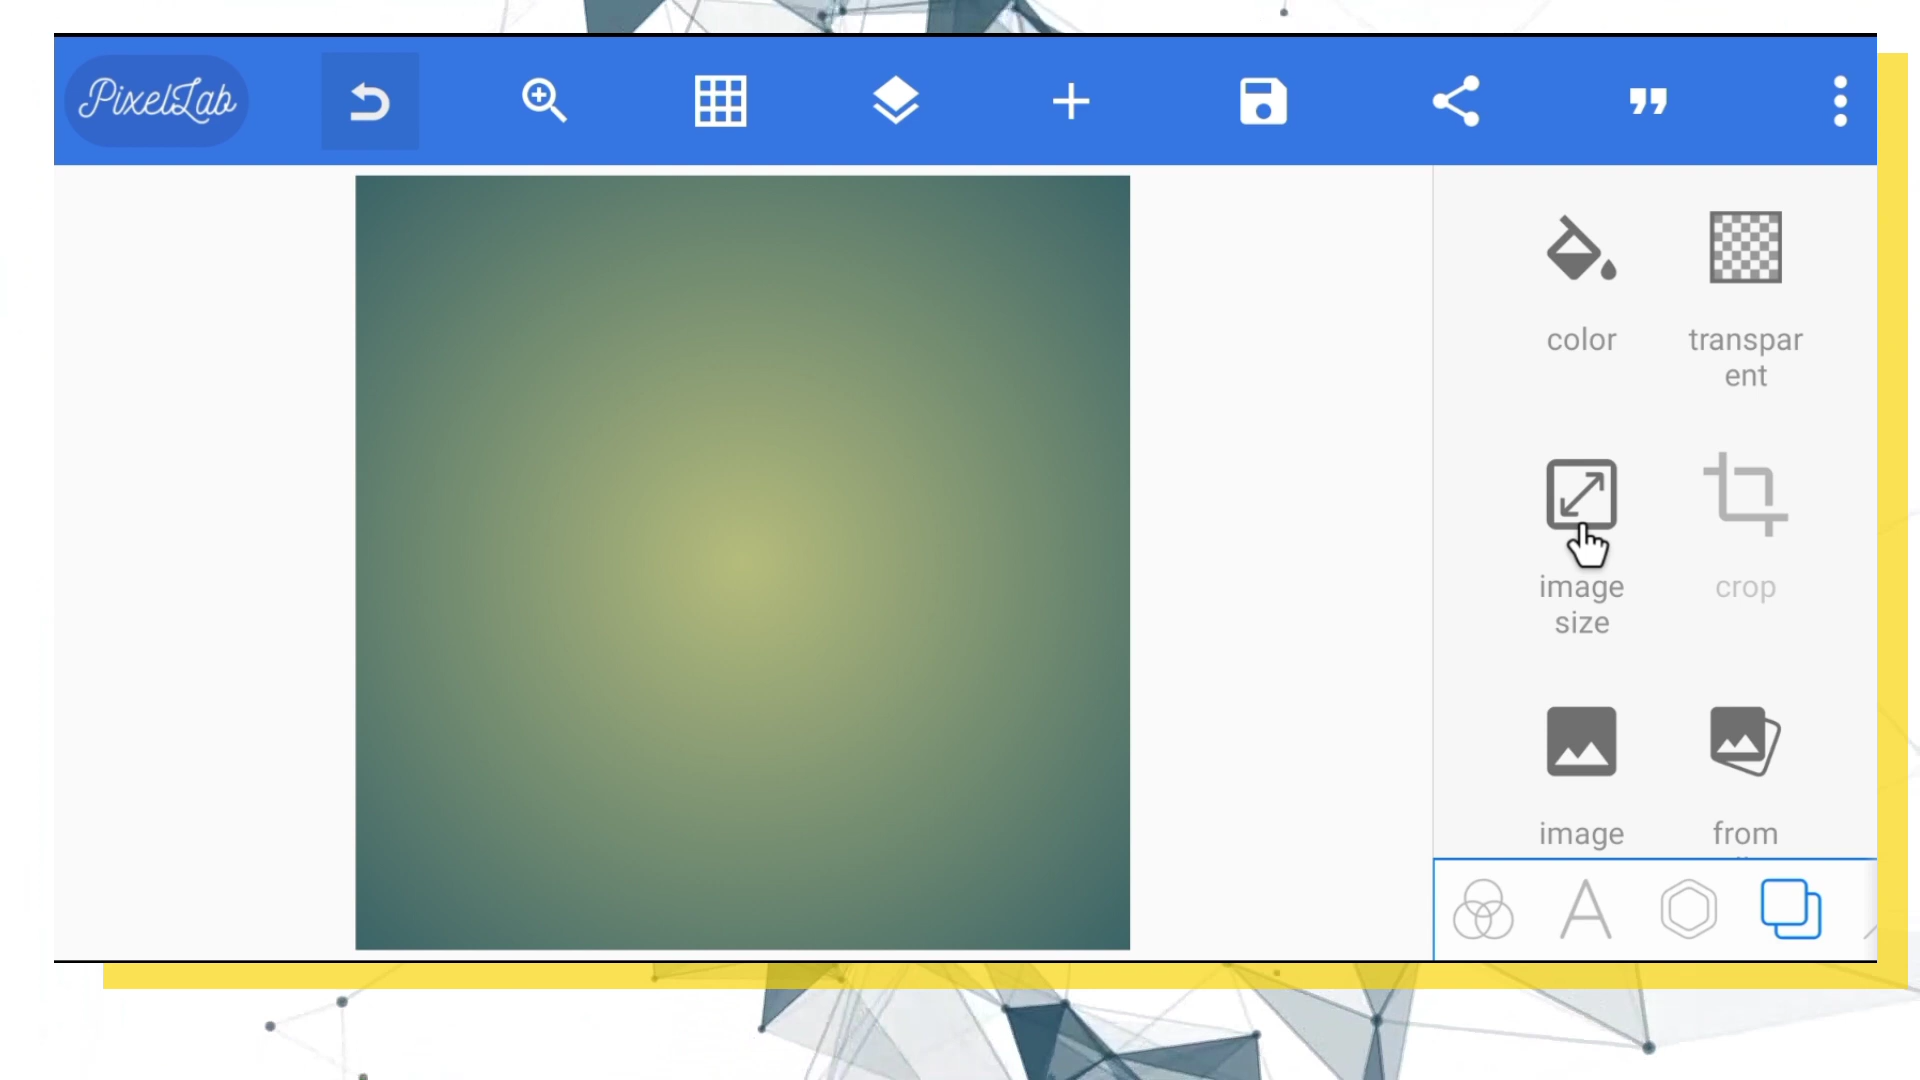 PixelLab
color
transpar
ent
image
size
crop
image
from